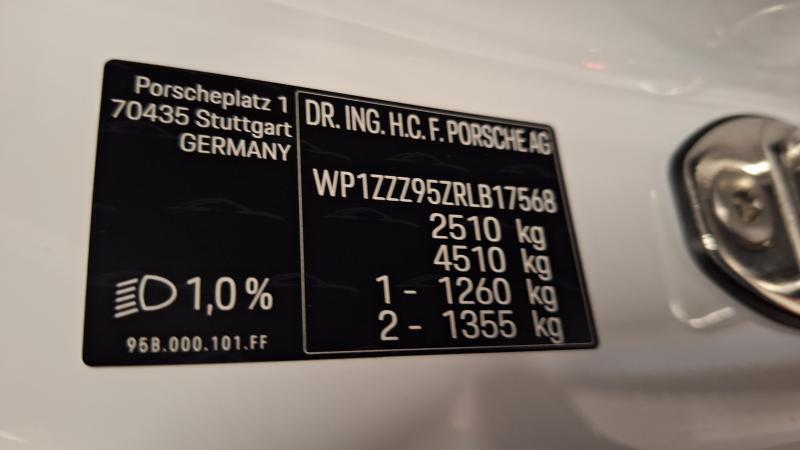 Porscheplatz 1
70435 Stuttgart
GERMANY
1,0 %
95B.000.101.FF
DR. ING. H.C. F. PORSCHE AG
WP1ZZZ95ZRLB17568
2510 kg
4510 kg
1 - 1260 kg
2 - 1355 kg